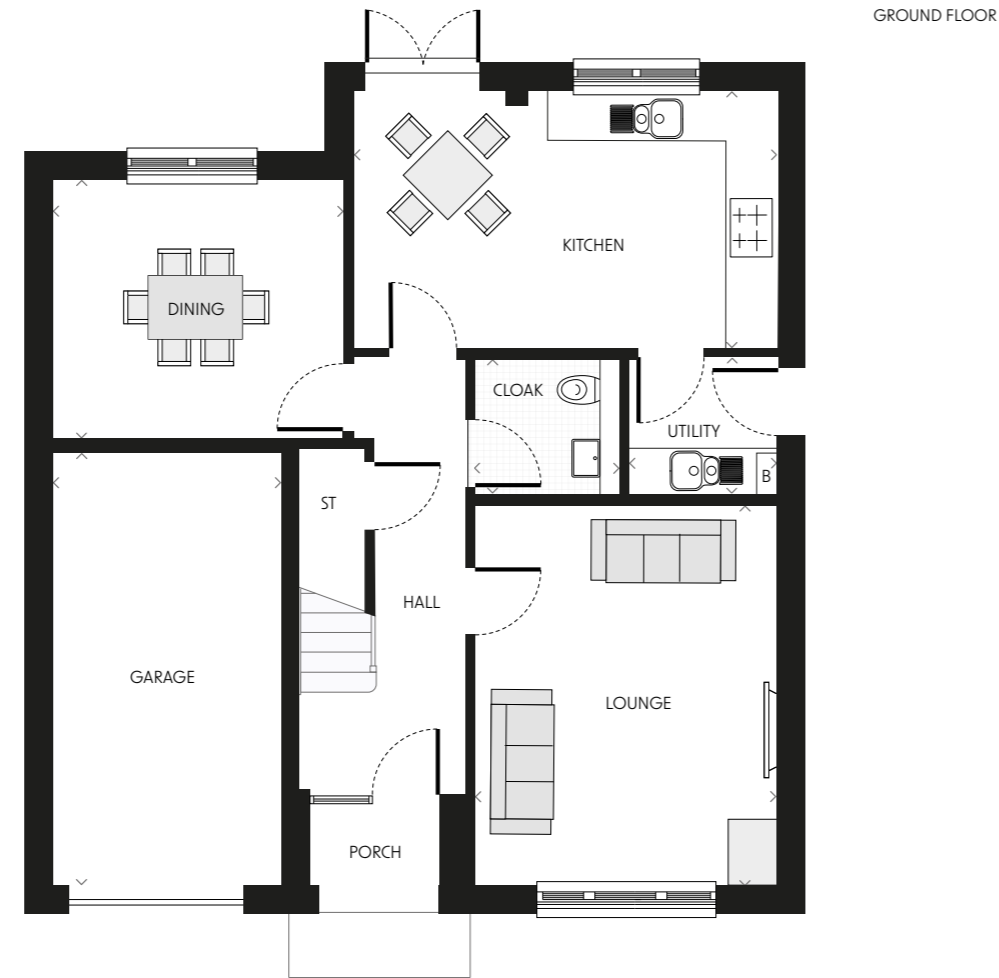 GROUND FLOOR
KITCHEN
DINING
CLOAK
UTILITY
B
ST
HALL
GARAGE
LOUNGE
PORCH